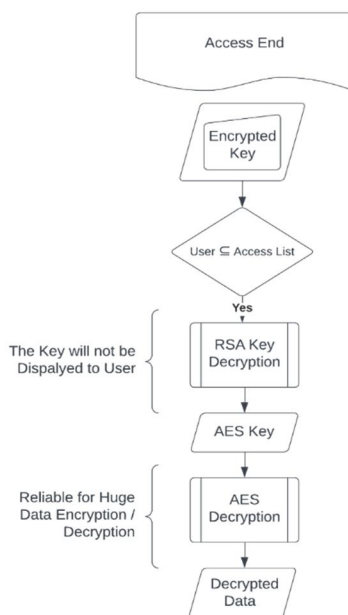 Access End
Encrypted
Key
User ⊆ Access List
Yes
The Key will not be
Dispalyed to User
RSA Key
Decryption
AES Key
Reliable for Huge
Data Encryption /
Decryption
AES
Decryption
Decrypted
Data